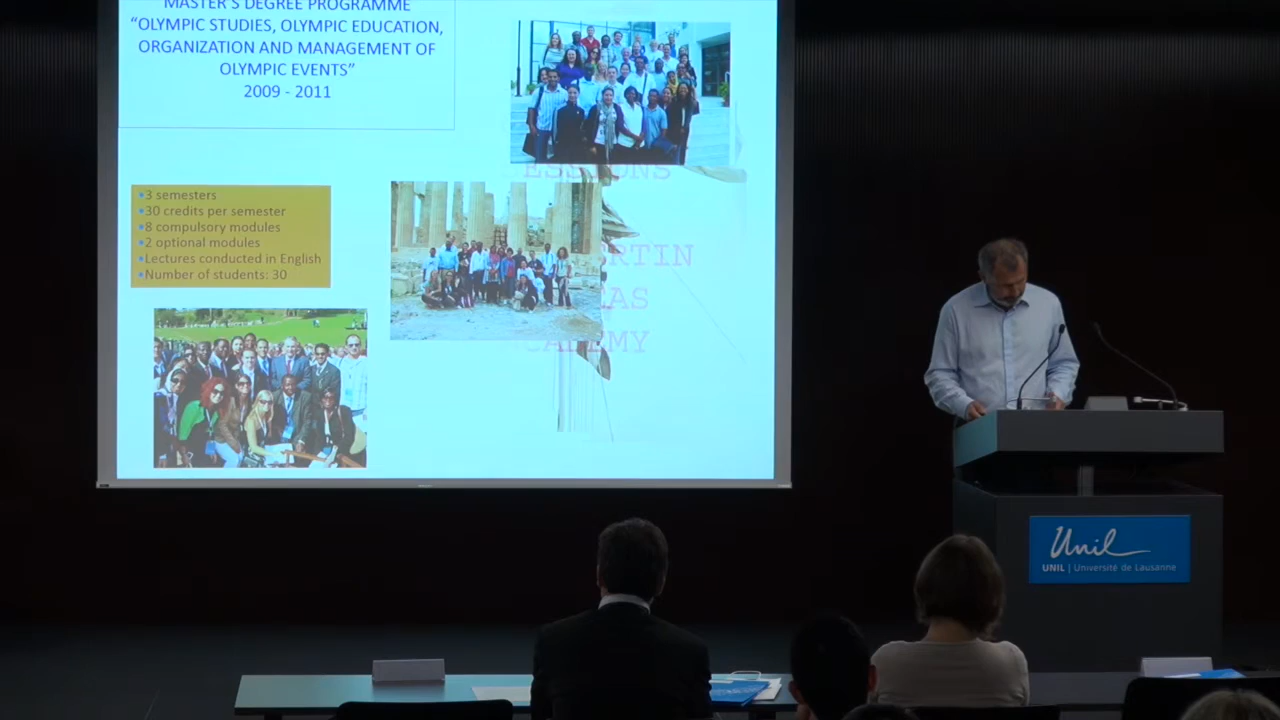 MASTER'S DEGREE PROGRAMME
"OLYMPIC STUDIES, OLYMPIC EDUCATION,
ORGANIZATION AND MANAGEMENT OF
OLYMPIC EVENTS"
2009 - 2011
•3 semesters
•30 credits per semester
•8 compulsory modules
•2 optional modules
•Lectures conducted in English
•Number of students: 30
Unil
UNIL | Université de Lausanne